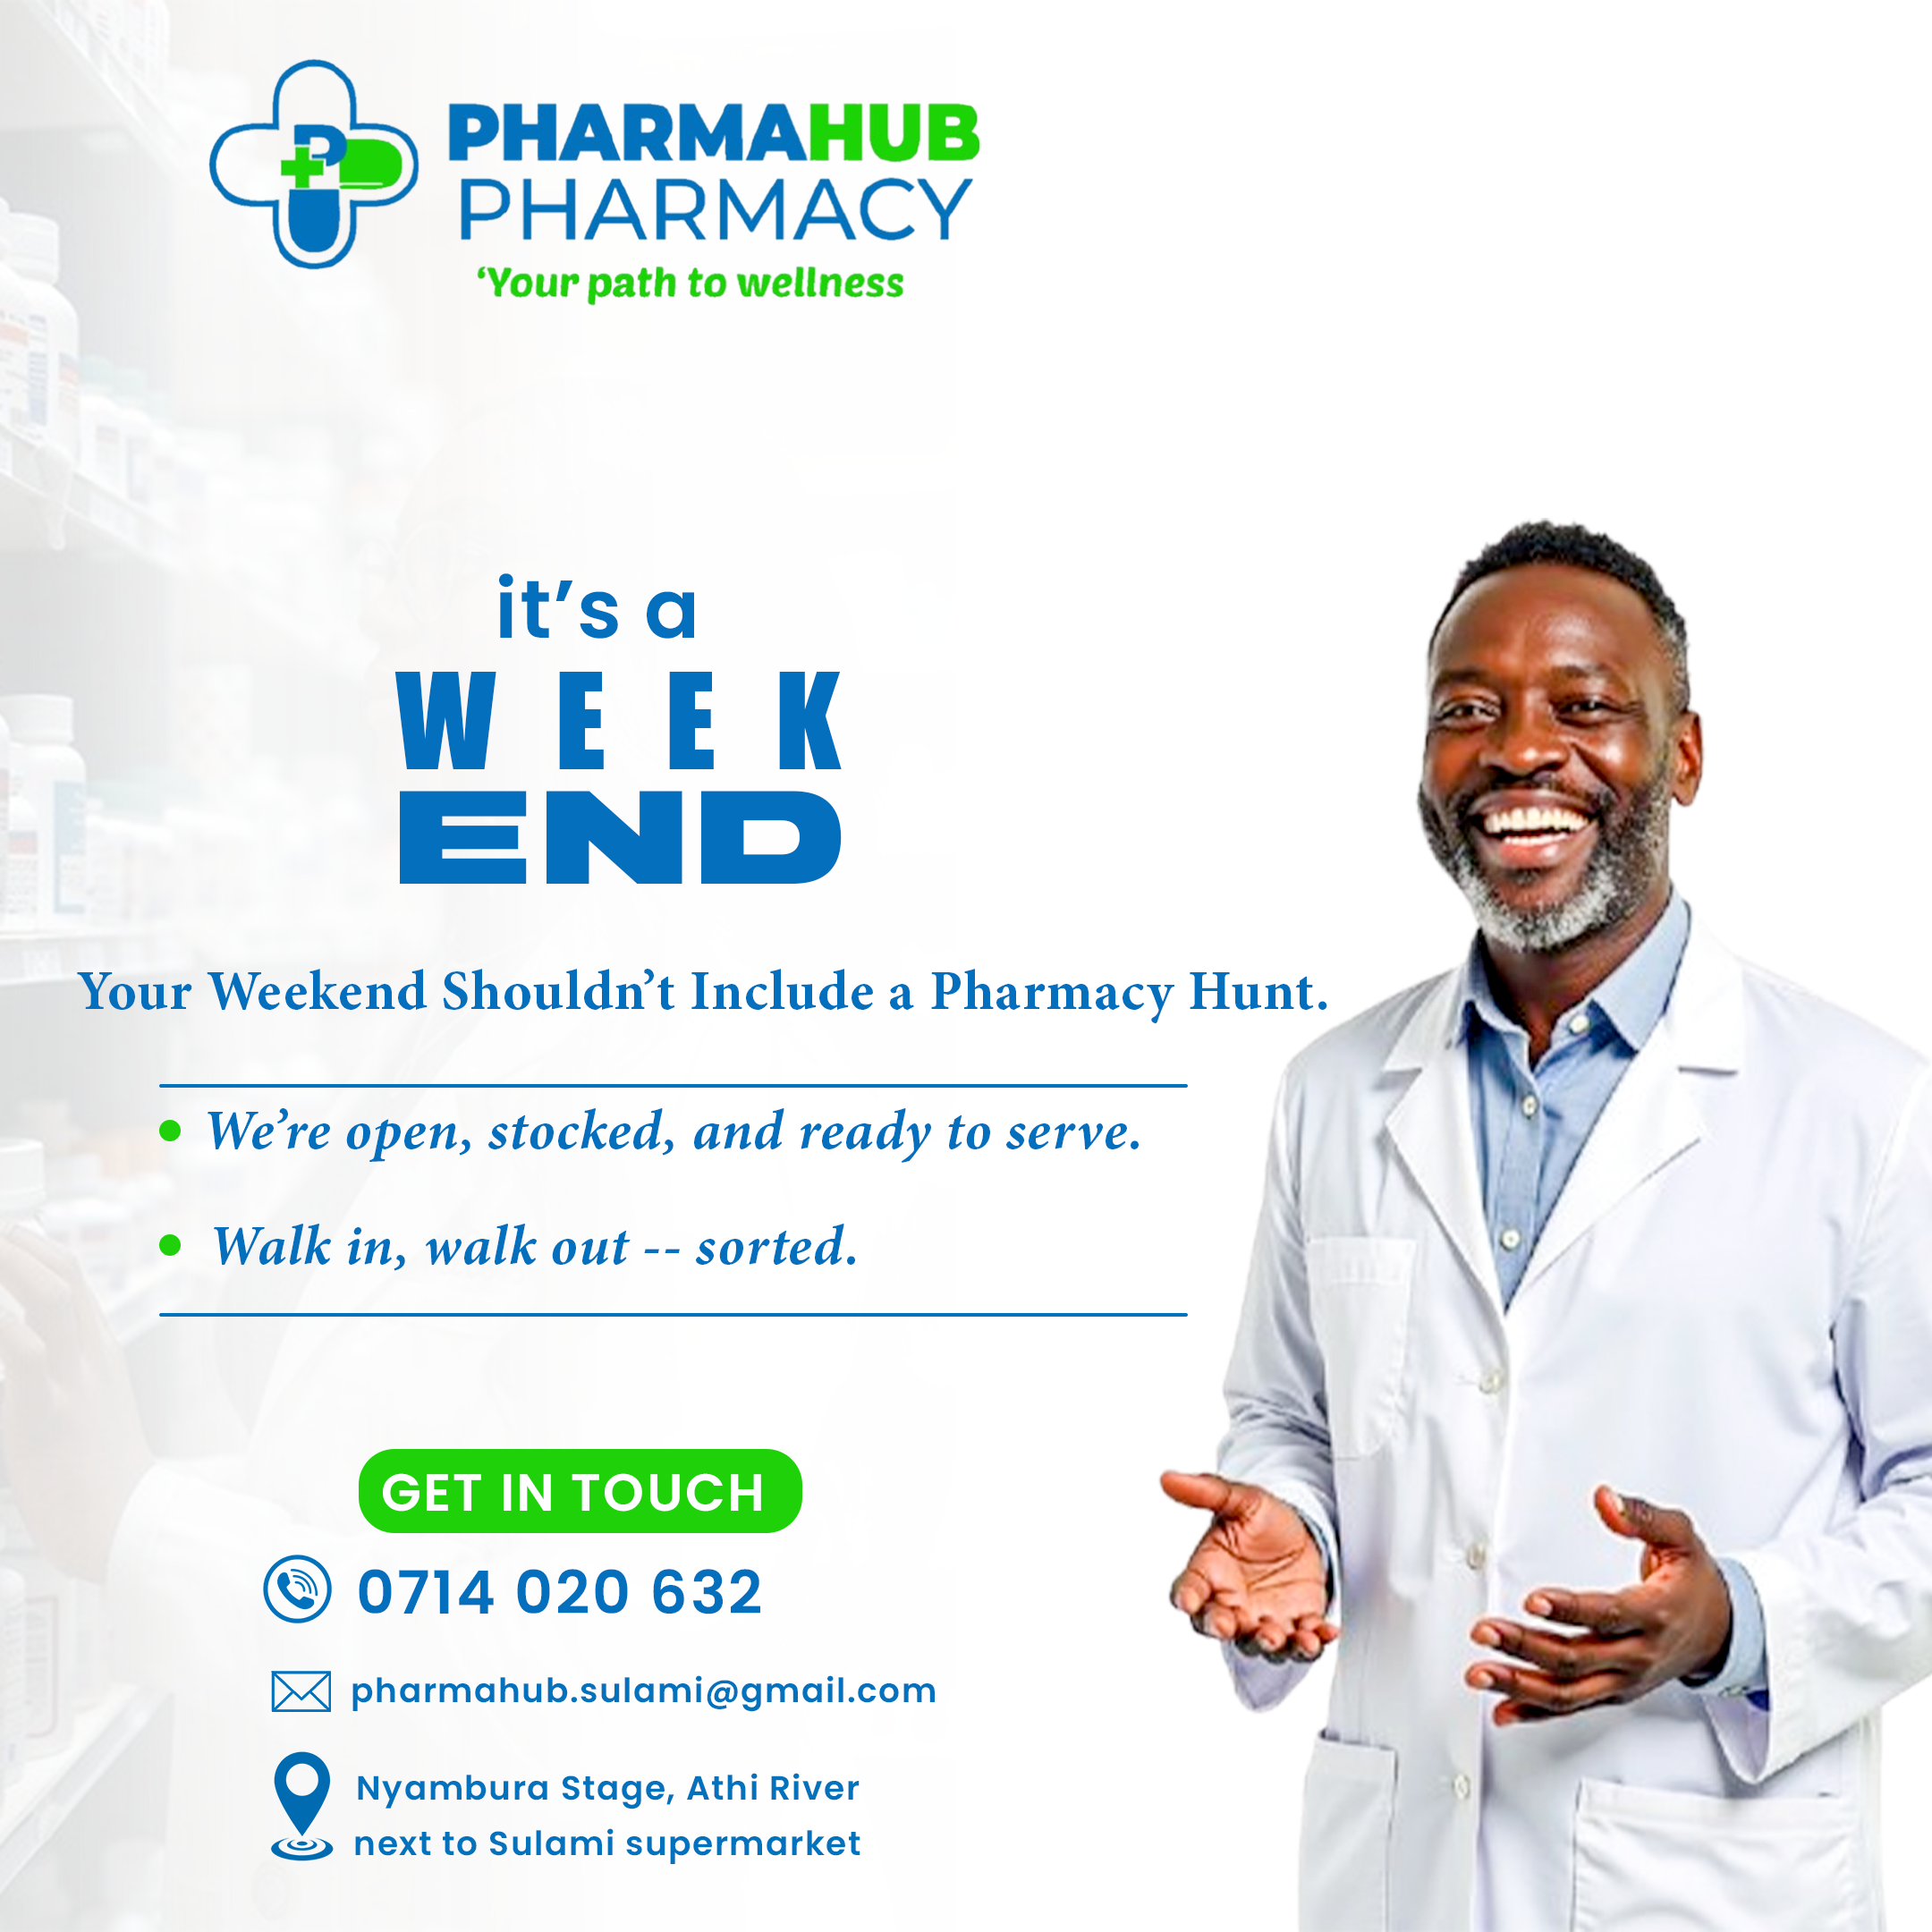 PHARMAHUB
PHARMACY
‘Your path to wellness
it’s a
WEEK
END
Your Weekend Shouldn’t Include a Pharmacy Hunt.
We’re open, stocked, and ready to serve.
Walk in, walk out -- sorted.
GET IN TOUCH
0714 020 632
pharmahub.sulami@gmail.com
Nyambura Stage, Athi River
next to Sulami supermarket